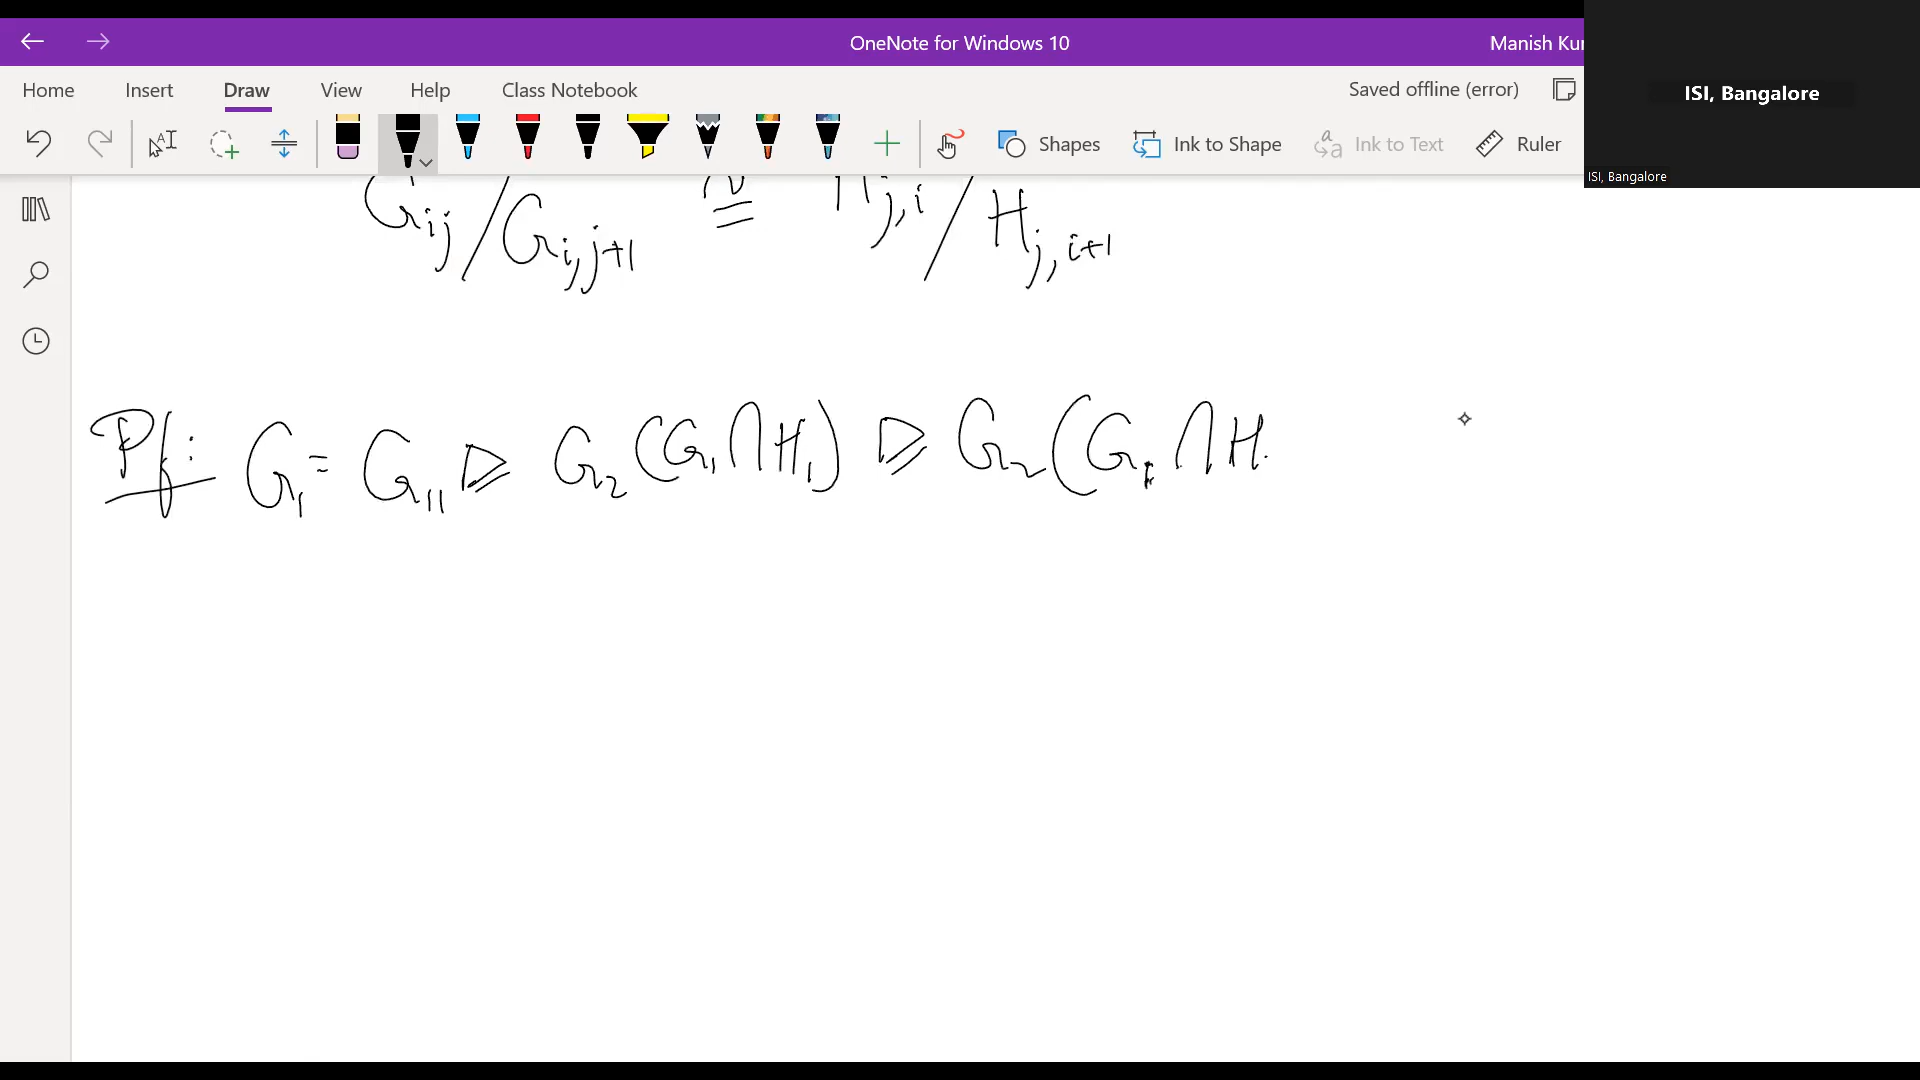 OneNote for Windows 10
Manish Kur
ISI, Bangalore
Home Insert Draw View Help Class Notebook
Saved offline (error)
Shapes Ink to Shape Ink to Text Ruler
ISI, Bangalore
G_{ij}/G_{i,j+1} ≅ H_{j,i}/H_{j,i+1}
Pf: G_1 = G_{11} ⊵ G_2(G_1 ∩ H_1) ⊵ G_2(G_1 ∩ H